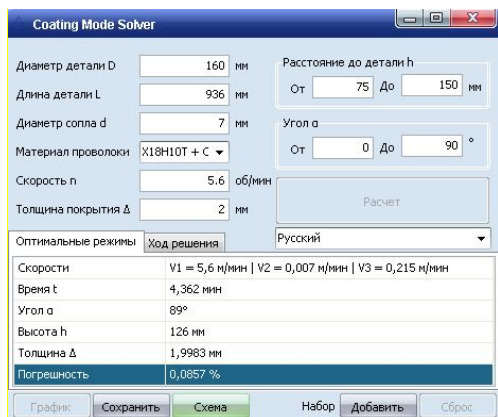 Coating Mode Solver
Диаметр детали D 160 мм
Длина детали L 936 мм
Диаметр сопла d 7 мм
Материал проволоки X18H10T + С
Скорость n 5.6 об/мин
Толщина покрытия Δ 2 мм
Расстояние до детали h
От 75 До 150 мм
Угол α
От 0 До 90 °
Расчет
Русский
Оптимальные режимы Ход решения
Скорости V1 = 5,6 м/мин | V2 = 0,007 м/мин | V3 = 0,215 м/мин
Время t 4,362 мин
Угол α 89°
Высота h 126 мм
Толщина Δ 1,9983 мм
Погрешность 0,0857 %
График Сохранить Схема Набор Добавить Сброс